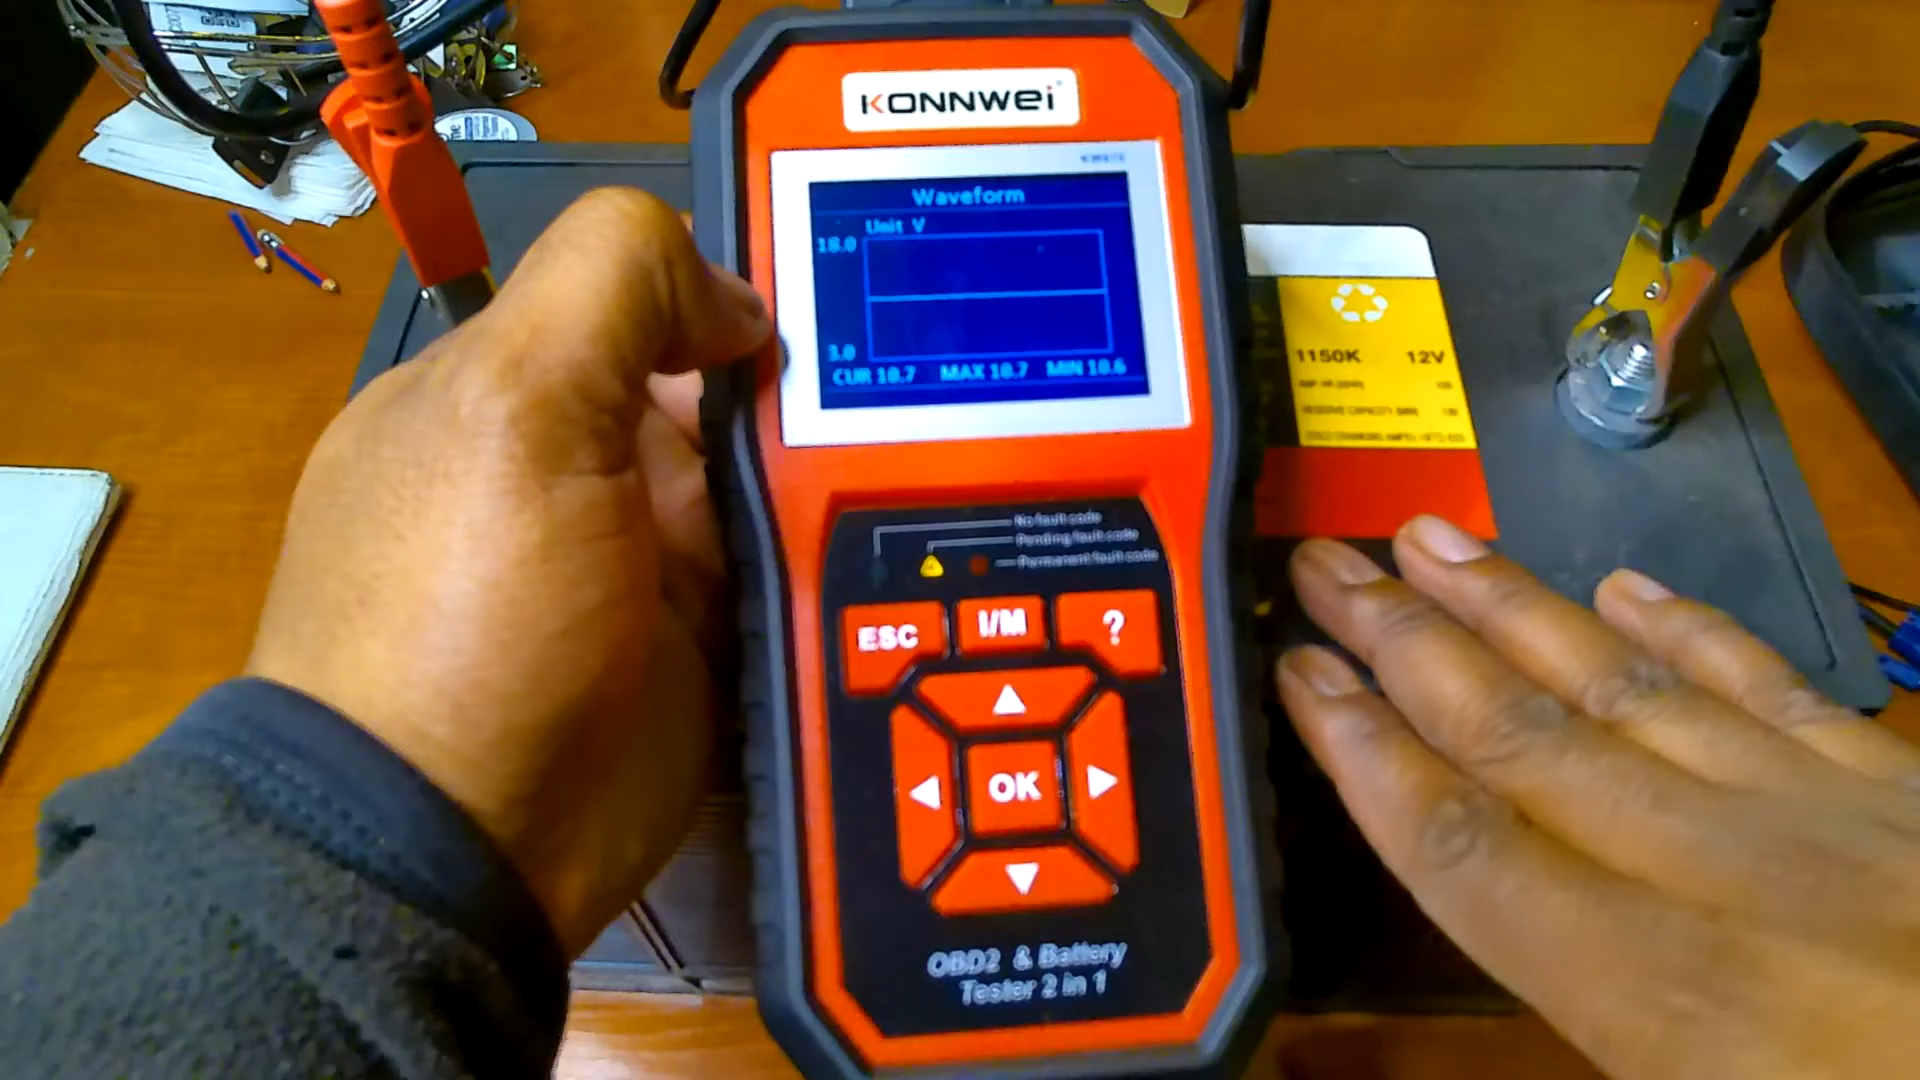 KONNWEI
Waveform
Unit V
18.0
3.0
CUR 10.7 MAX 10.7 MIN 10.6
1150K 12V
No fault code
Pending fault code
Permanent fault code
ESC
I/M
?
OK
OBD2 & Battery
Tester 2 in 1